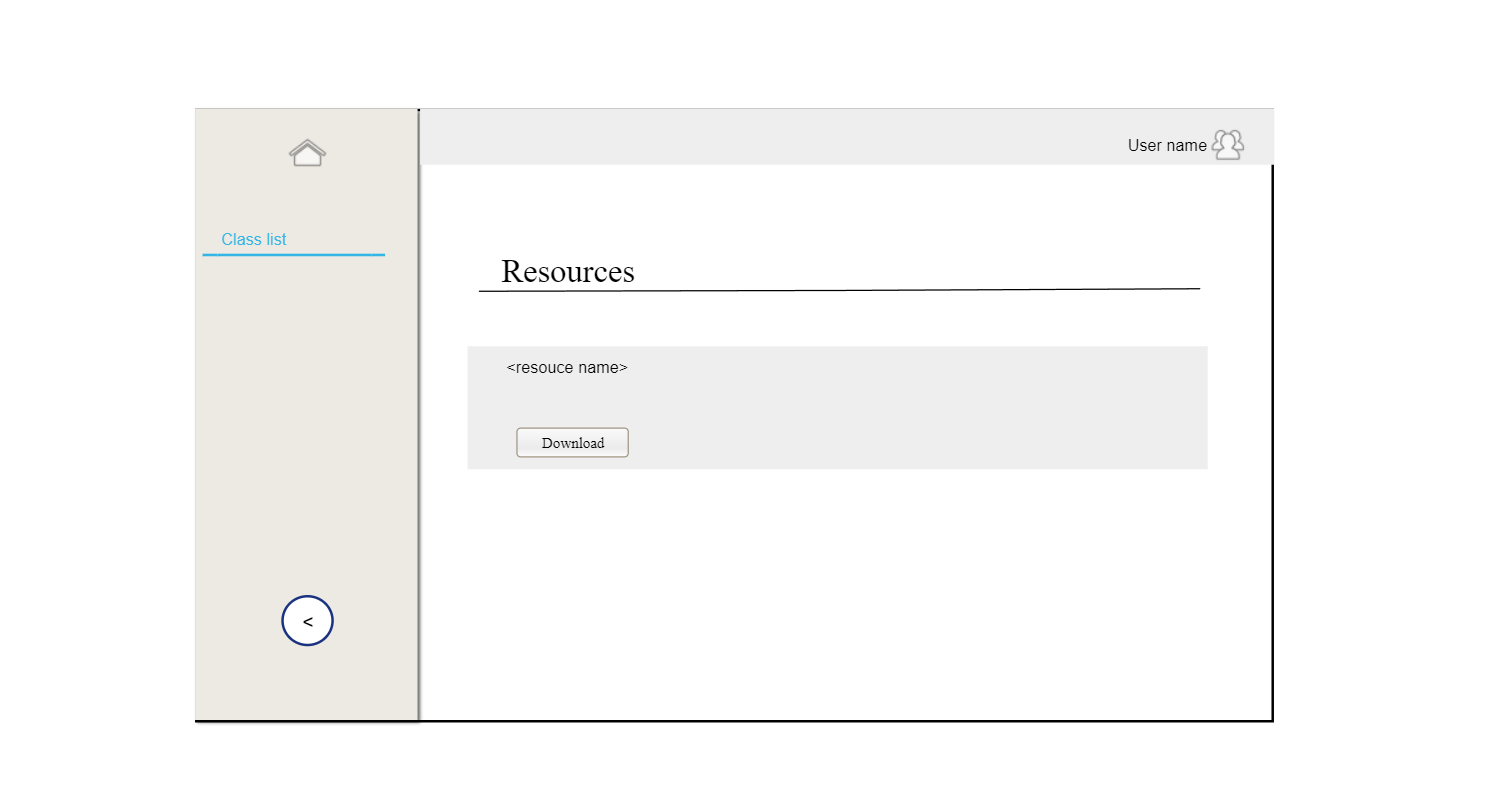 User name
Class list
Resources
<resouce name>
Download
<